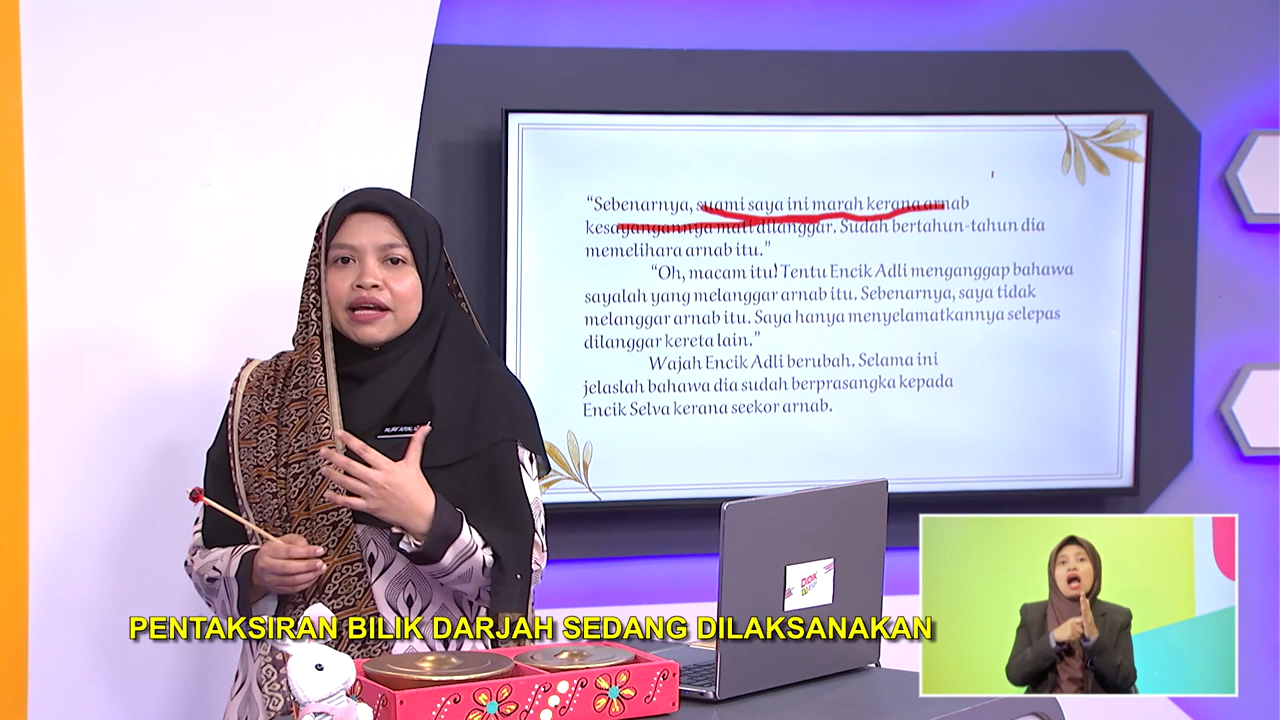 “Sebenarnya, suami saya ini marah kerana arnab
kesayangannya mati dilanggar. Sudah bertahun-tahun dia
memelihara arnab itu.”
“Oh, macam itu! Tentu Encik Adli menganggap bahawa
sayalah yang melanggar arnab itu. Sebenarnya, saya tidak
melanggar arnab itu. Saya hanya menyelamatkannya selepas
dilanggar kereta lain.”
Wajah Encik Adli berubah. Selama ini
jelaslah bahawa dia sudah berprasangka kepada
Encik Selva kerana seekor arnab.
DIDIK
PENTAKSIRAN BILIK DARJAH SEDANG DILAKSANAKAN